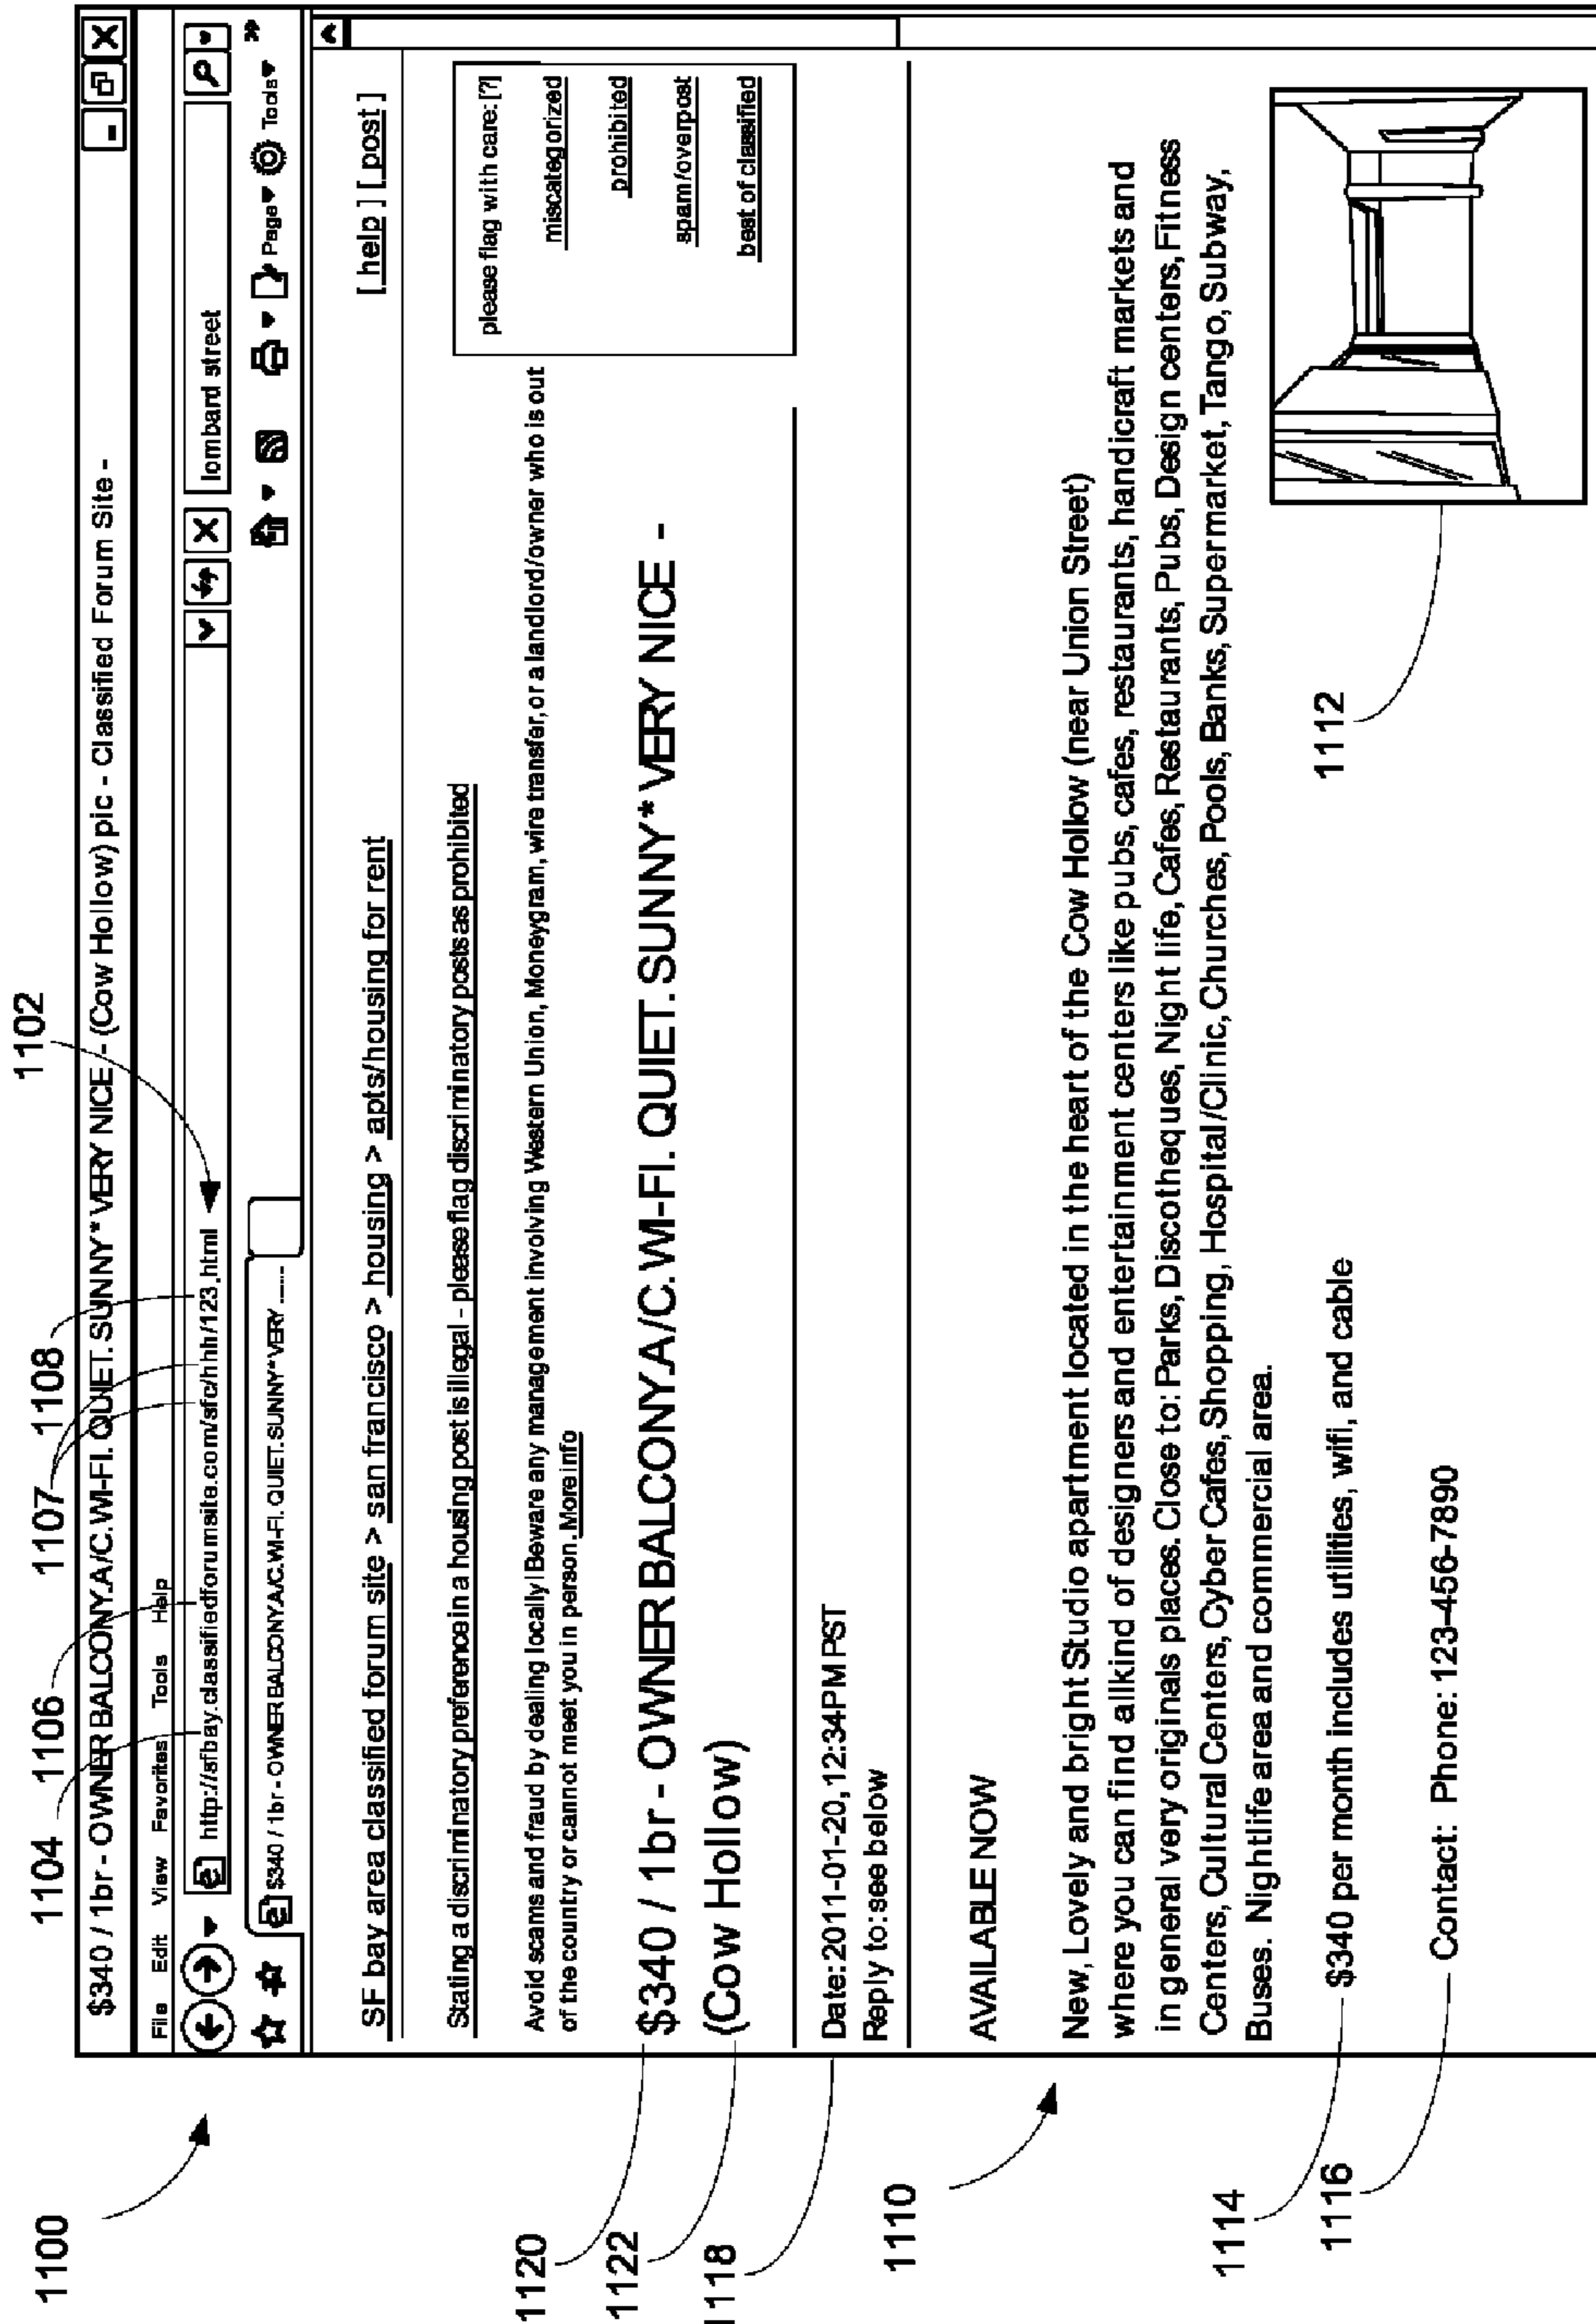 1100
1102
1104
1106
1107
1108
$340 / 1br - OWNER BALCONY.A/C.WI-FI. QUIET. SUNNY* VERY NICE - (Cow Hollow) pic - Classified Forum Site -
File Edit View Favorites Tools Help
http://sfbay.classifiedforumsite.com/sfc/hhh/123.html
lombard street
$340 / 1br - OWNER BALCONY.A/C.WI-FI. QUIET. SUNNY* VERY ......
Page Tools »
SF bay area classified forum site > san francisco > housing > apts/housing for rent
[ help ] [ post ]
Stating a discriminatory preference in a housing post is illegal - please flag discriminatory posts as prohibited
please flag with care: [?]
miscategorized
prohibited
spam/overpost
best of classified
Avoid scams and fraud by dealing locally! Beware any management involving Western Union, Moneygram, wire transfer, or a landlord/owner who is out
of the country or cannot meet you in person. More info
1120
$340 / 1br - OWNER BALCONY.A/C.WI-FI. QUIET. SUNNY* VERY NICE -
1122
(Cow Hollow)
1118
Date: 2011-01-20, 12:34PM PST
Reply to: see below
AVAILABLE NOW
1110
New, Lovely and bright Studio apartment located in the heart of the Cow Hollow (near Union Street)
where you can find allkind of designers and entertainment centers like pubs, cafes, restaurants, handicraft markets and
in general very originals places. Close to: Parks, Discotheques, Night life, Cafes, Restaurants, Pubs, Design centers, Fitness
Centers, Cultural Centers, Cyber Cafes, Shopping, Hospital/Clinic, Churches, Pools, Banks, Supermarket, Tango, Subway,
Buses. Nightlife area and commercial area.
1114
$340 per month includes utilities, wifi, and cable
1112
1116
Contact: Phone: 123-456-7890